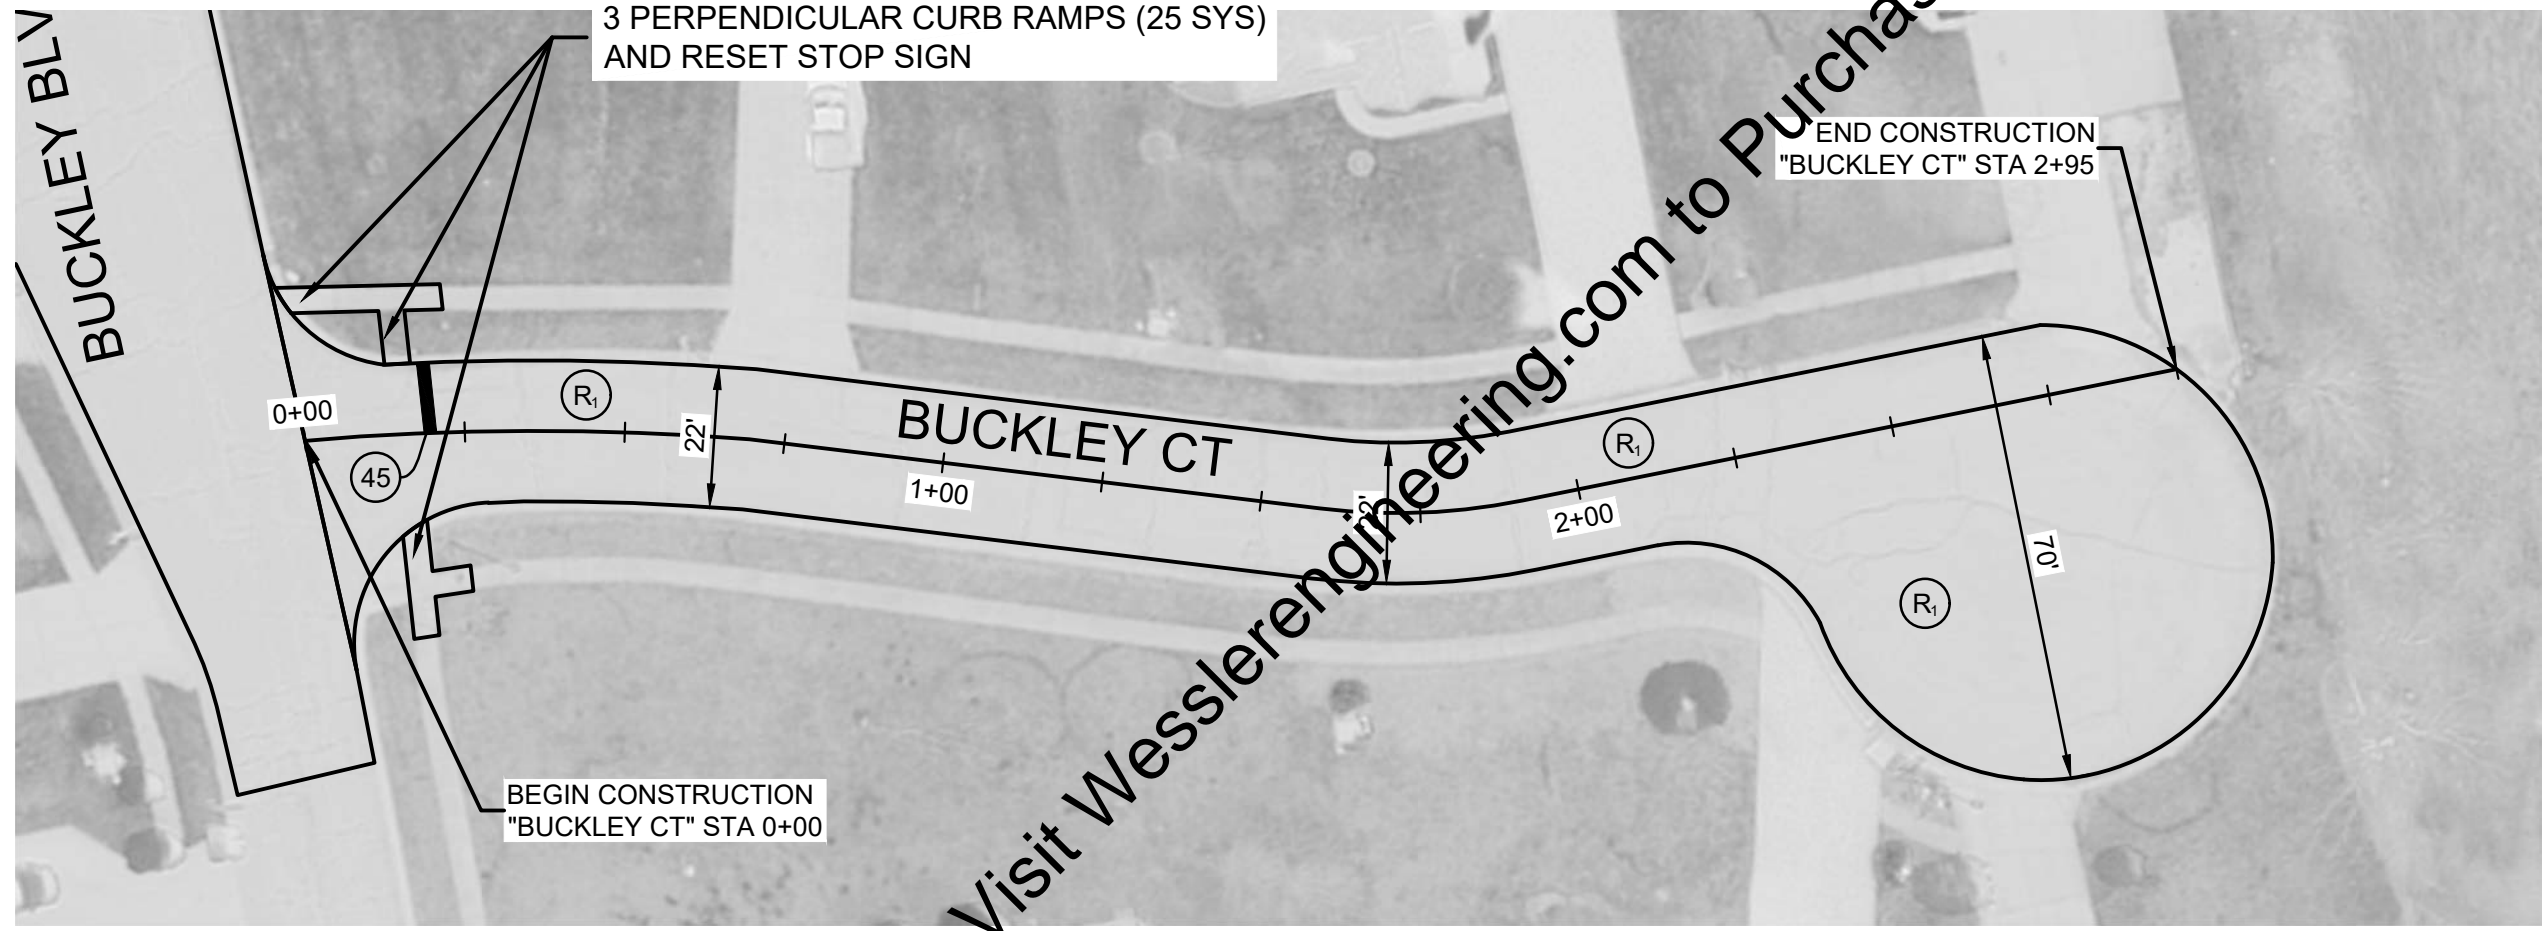 3 PERPENDICULAR CURB RAMPS (25 SYS)
AND RESET STOP SIGN
BUCKLEY
END CONSTRUCTION
"BUCKLEY CT" STA 2+95
0+00
R1
22'
BUCKLEY CT
45
1+00
22'
R1
2+00
70'
R1
BEGIN CONSTRUCTION
"BUCKLEY CT" STA 0+00
Visit Wesslerengineering.com to